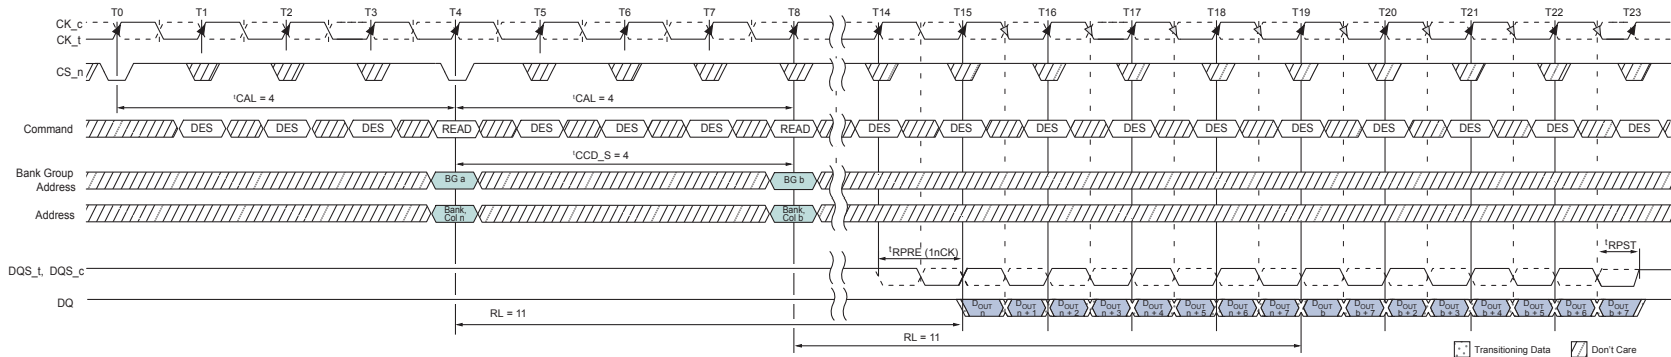 T0 T1 T2 T3 T4 T5 T6 T7 T8 T14 T15 T16 T17 T18 T19 T20 T21 T22 T23
CK_c
CK_t
CS_n
tCAL = 4 tCAL = 4
Command DES DES DES READ DES DES DES READ DES DES DES DES DES DES DES DES DES DES
tCCD_S = 4
Bank Group
Address BG a BG b
Address Bank, Col n Bank, Col b
tRPRE (1nCK) tRPST
DQS_t, DQS_c
DQ DOUT n DOUT n + 1 DOUT n + 2 DOUT n + 3 DOUT n + 4 DOUT n + 5 DOUT n + 6 DOUT n + 7 DOUT b DOUT b + 7 DOUT b + 2 DOUT b + 3 DOUT b + 4 DOUT b + 5 DOUT b + 6 DOUT b + 7
RL = 11
RL = 11
Transitioning Data Don't Care